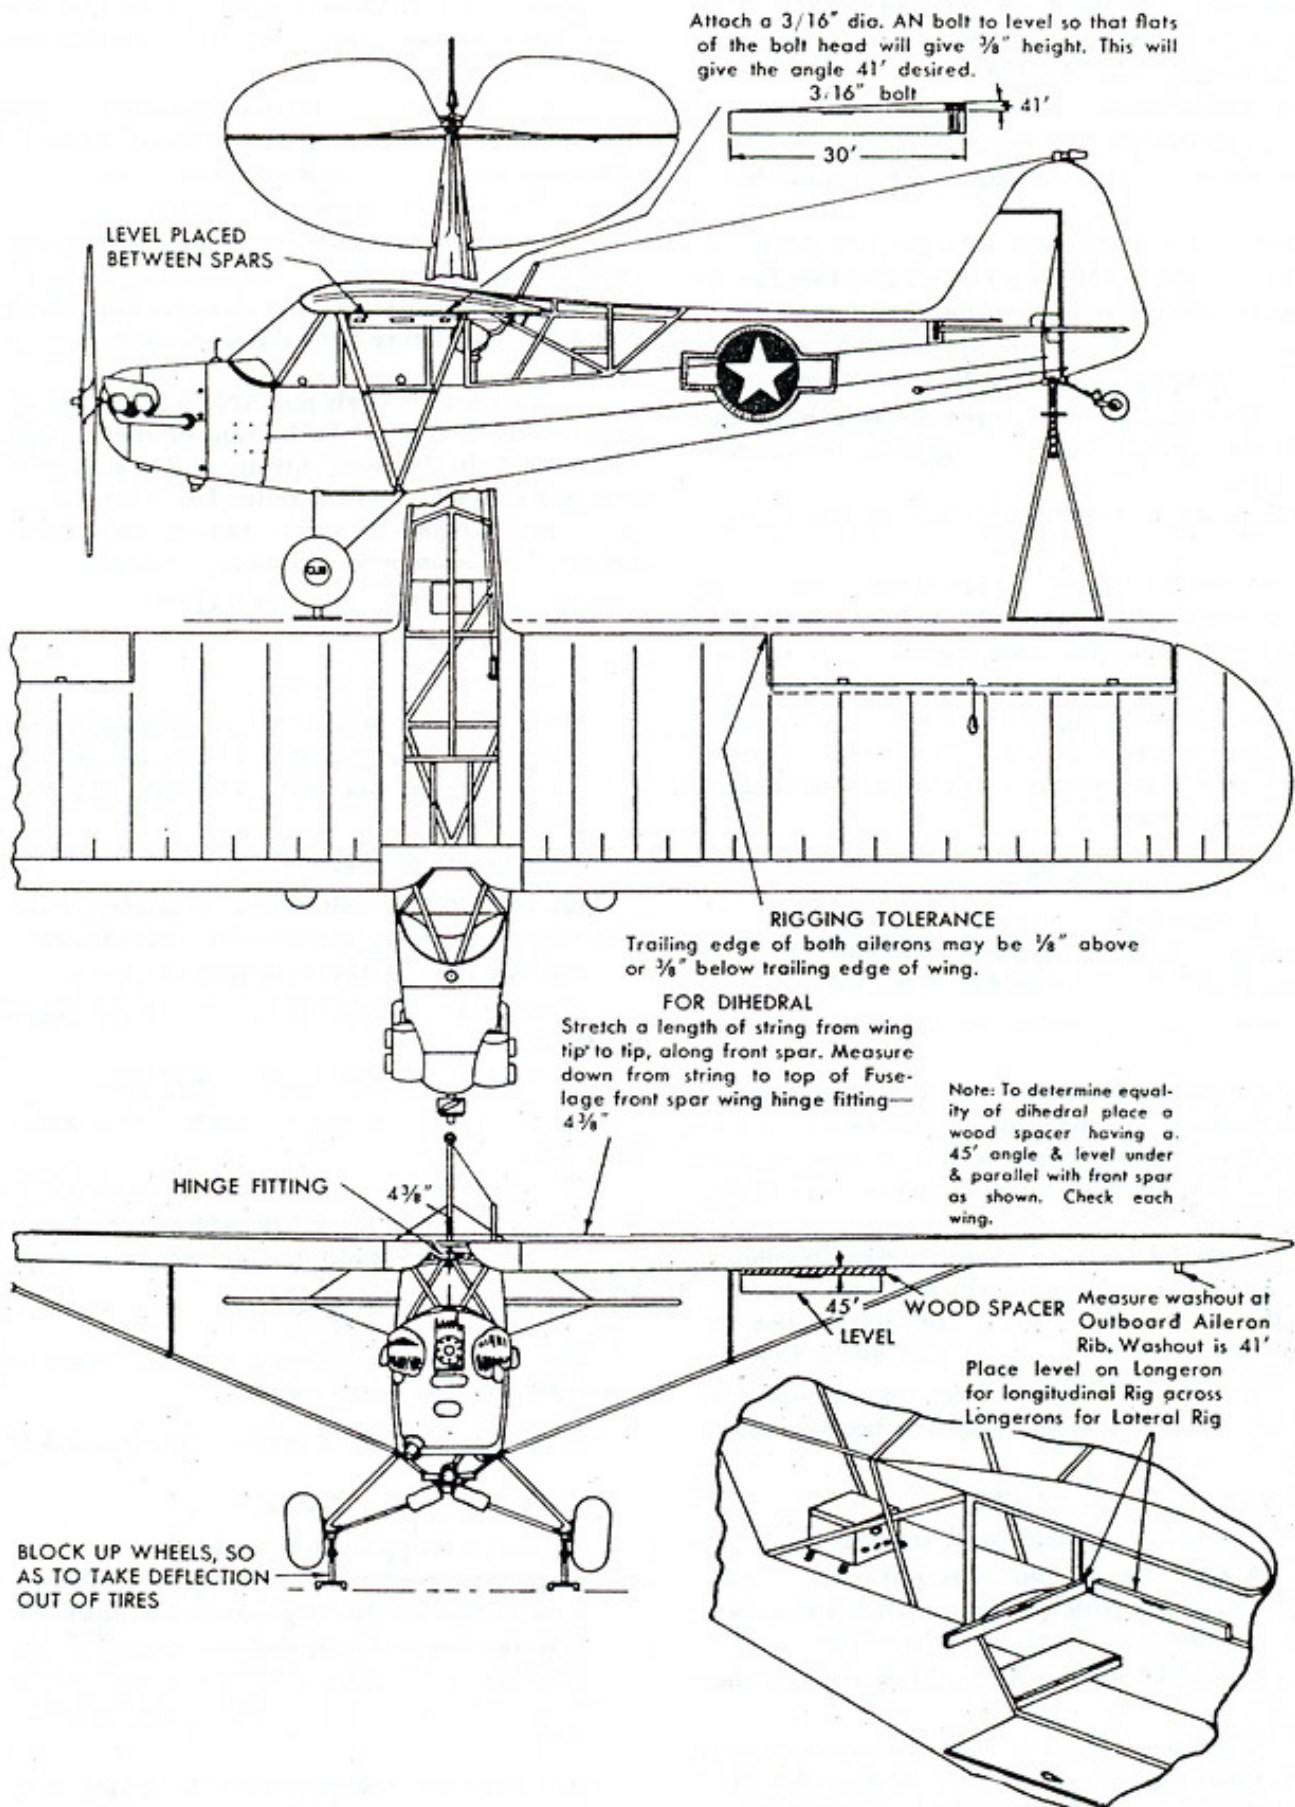 Attach a 3/16" dia. AN bolt to level so that flats
of the bolt head will give ⅜" height. This will
give the angle 41' desired.
3/16" bolt
41'
30'
LEVEL PLACED
BETWEEN SPARS
CUB
RIGGING TOLERANCE
Trailing edge of both ailerons may be ⅛" above
or ⅜" below trailing edge of wing.
FOR DIHEDRAL
Stretch a length of string from wing
tip to tip, along front spar. Measure
down from string to top of Fuse-
lage front spar wing hinge fitting—
4⅜"
Note: To determine equal-
ity of dihedral place a
wood spacer having a
45' angle & level under
& parallel with front spar
as shown. Check each
wing.
HINGE FITTING
4⅜"
45'
WOOD SPACER
LEVEL
Measure washout at
Outboard Aileron
Rib. Washout is 41'
Place level on Longeron
for longitudinal Rig across
Longerons for Lateral Rig
BLOCK UP WHEELS, SO
AS TO TAKE DEFLECTION
OUT OF TIRES